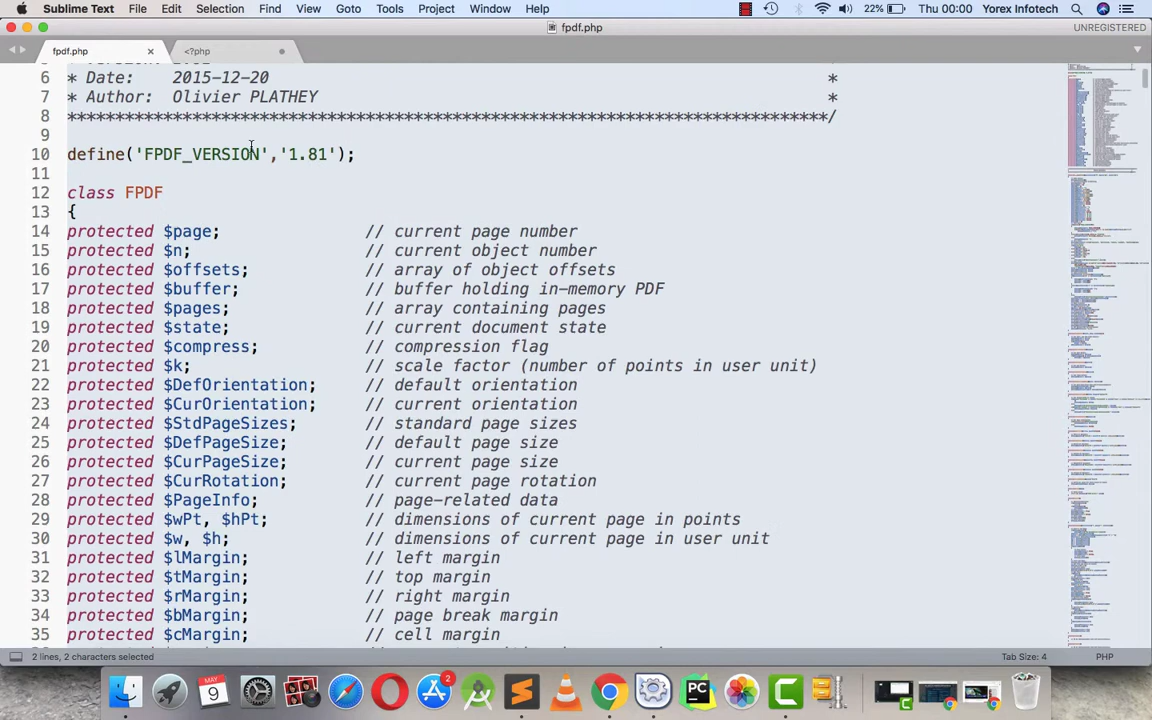 Sublime Text File Edit Selection Find View Goto Tools Project Window Help 22% Thu 00:00 Yorex Infotech
fpdf.php UNREGISTERED
fpdf.php <?php
6 * Date: 2015-12-20 *
7 * Author: Olivier PLATHEY *
8 *******************************************************************************/
9
10 define('FPDF_VERSION','1.81');
11
12 class FPDF
13 {
14 protected $page; // current page number
15 protected $n; // current object number
16 protected $offsets; // array of object offsets
17 protected $buffer; // buffer holding in-memory PDF
18 protected $pages; // array containing pages
19 protected $state; // current document state
20 protected $compress; // compression flag
21 protected $k; // scale factor (number of points in user unit)
22 protected $DefOrientation; // default orientation
23 protected $CurOrientation; // current orientation
24 protected $StdPageSizes; // standard page sizes
25 protected $DefPageSize; // default page size
26 protected $CurPageSize; // current page size
27 protected $CurRotation; // current page rotation
28 protected $PageInfo; // page-related data
29 protected $wPt, $hPt; // dimensions of current page in points
30 protected $w, $h; // dimensions of current page in user unit
31 protected $lMargin; // left margin
32 protected $tMargin; // top margin
33 protected $rMargin; // right margin
34 protected $bMargin; // page break margin
35 protected $cMargin; // cell margin
2 lines, 2 characters selected Tab Size: 4 PHP
MAY 9 2 PC C